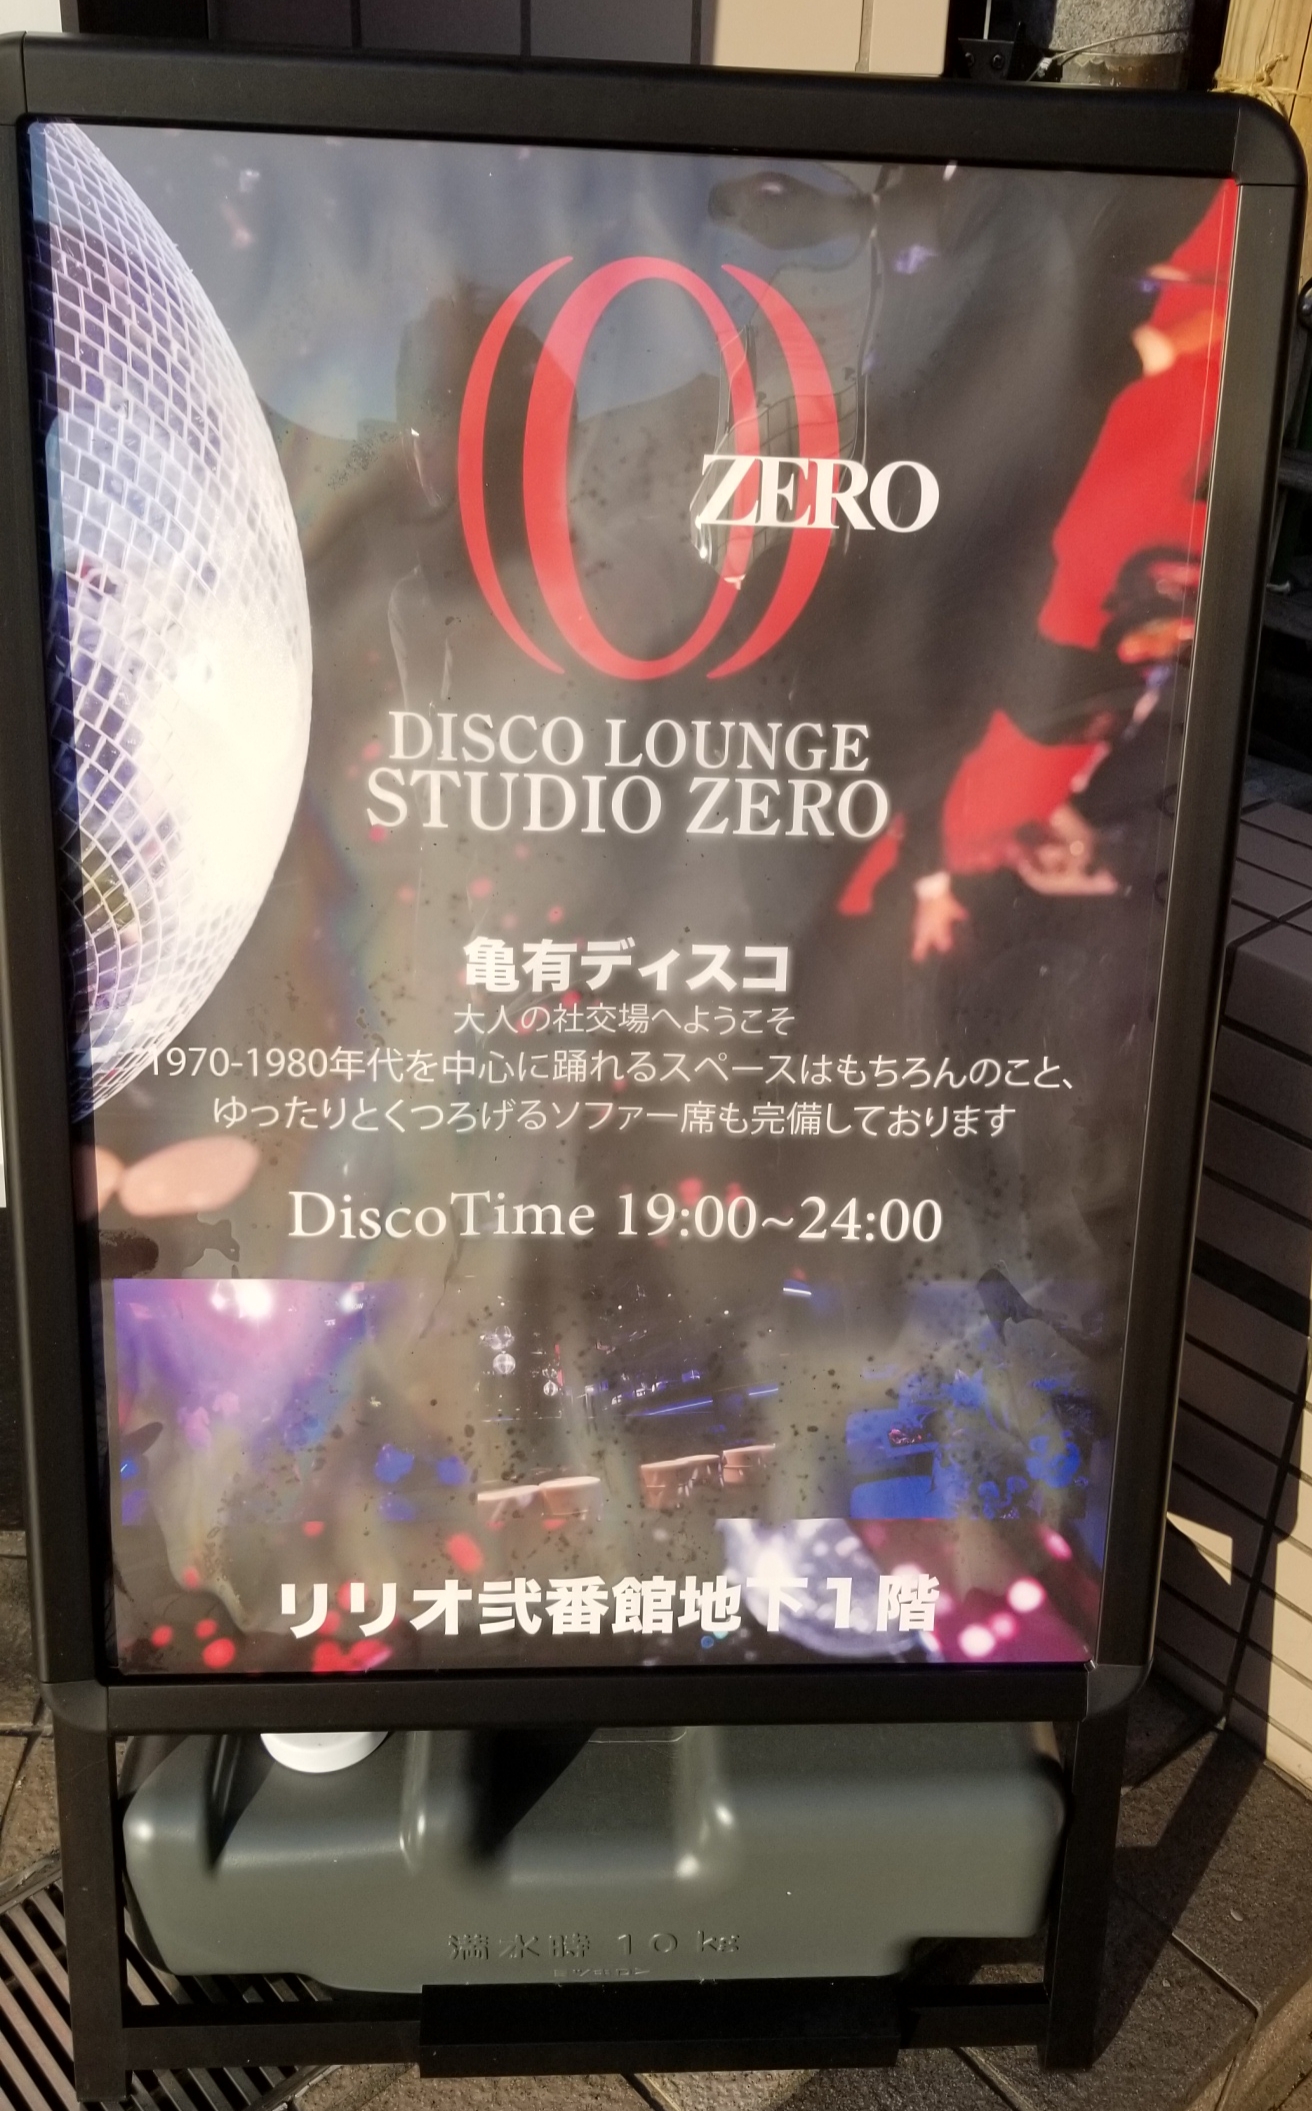 0
ZERO
DISCO LOUNGE
STUDIO ZERO
亀有ディスコ
大人の社交場へようこそ
1970-1980年代を中心に踊れるスペースはもちろんのこと、
ゆったりとくつろげるソファー席も完備しております
DiscoTime 19:00~24:00
リリオ弐番館地下1階
満水時 10 kg